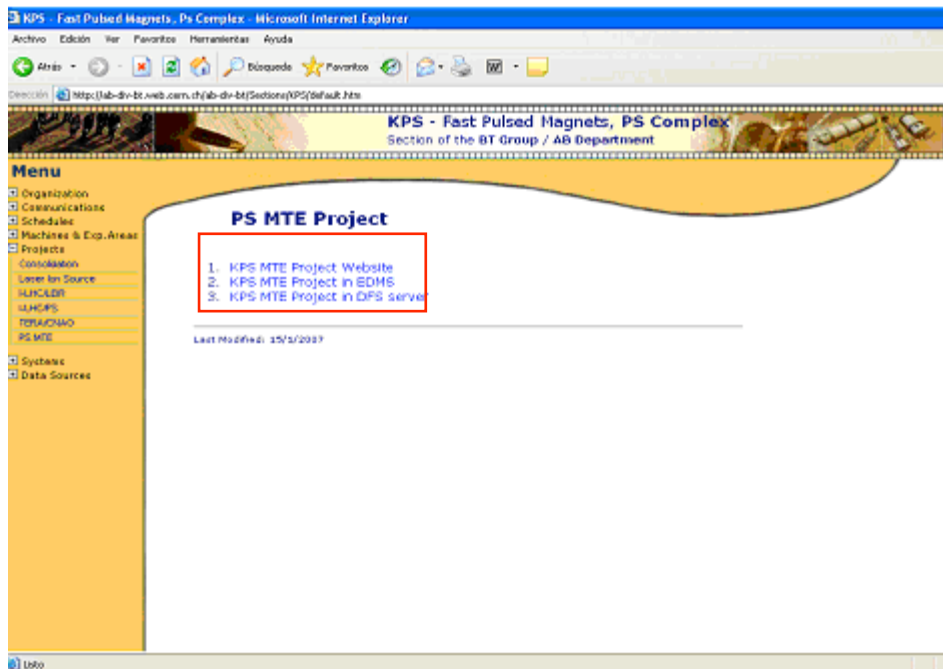 KPS - Fast Pulsed Magnets, Ps Complex - Microsoft Internet Explorer
Archivo Edición Ver Favoritos Herramientas Ayuda
Atrás Búsqueda Favoritos
Dirección http://ab-div-bt.web.cern.ch/ab-div-bt/Sections/KPS/default.htm
KPS - Fast Pulsed Magnets, PS Complex
Section of the BT Group / AB Department
Menu
Organization
Communications
Schedules
Machines & Exp.Areas
Projects
Consolidation
Laser Ion Source
TERA/CNAO
PS MTE
Systems
Data Sources
PS MTE Project
1. KPS MTE Project Website
2. KPS MTE Project in EDMS
3. KPS MTE Project in DFS server
Last Modified: 15/1/2007
Listo